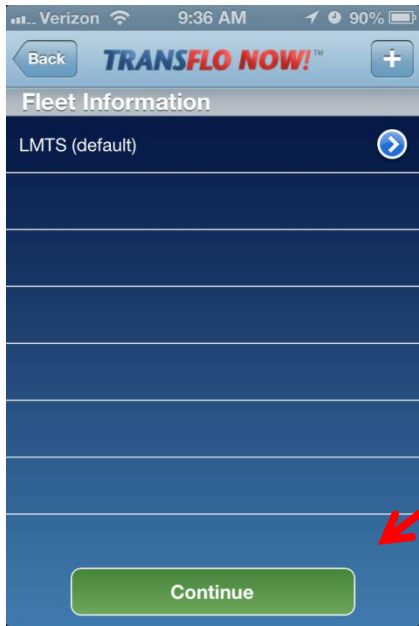 Verizon 9:36 AM 90%
Back TRANSFLO NOW!™ +
Fleet Information
LMTS (default)
Continue